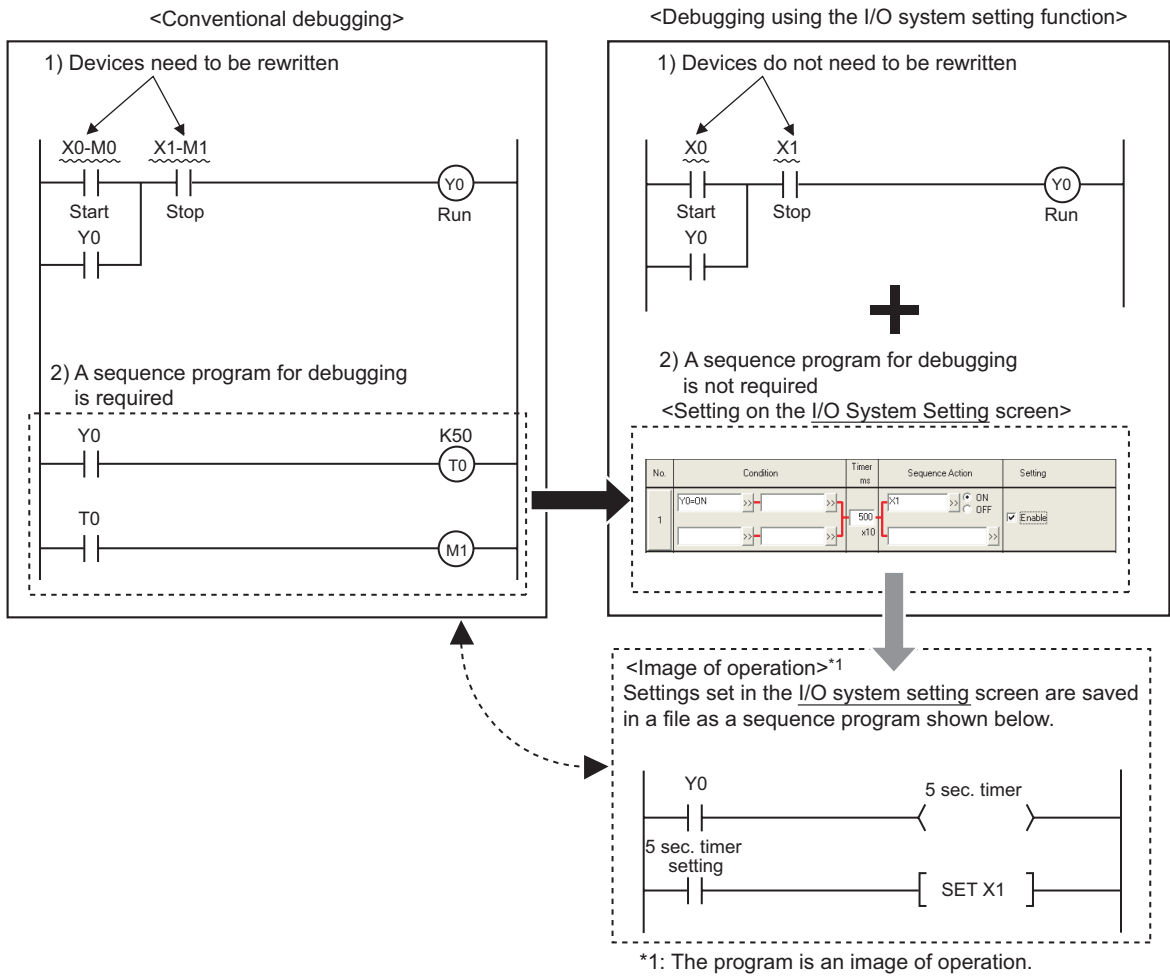 <Conventional debugging>
1) Devices need to be rewritten
X0-M0 X1-M1
Y0
Start Stop Run
Y0
2) A sequence program for debugging
is required
Y0 K50
T0
T0
M1
<Debugging using the I/O system setting function>
1) Devices do not need to be rewritten
X0 X1
Y0
Start Stop Run
Y0
2) A sequence program for debugging
is not required
<Setting on the I/O System Setting screen>
No. Condition Timer ms Sequence Action Setting
1 Y0=ON >> >> 500 x10 X1 >> ON OFF Enable
>> >> >>
<Image of operation>*1
Settings set in the I/O system setting screen are saved
in a file as a sequence program shown below.
Y0 5 sec. timer
5 sec. timer
setting
SET X1
*1: The program is an image of operation.